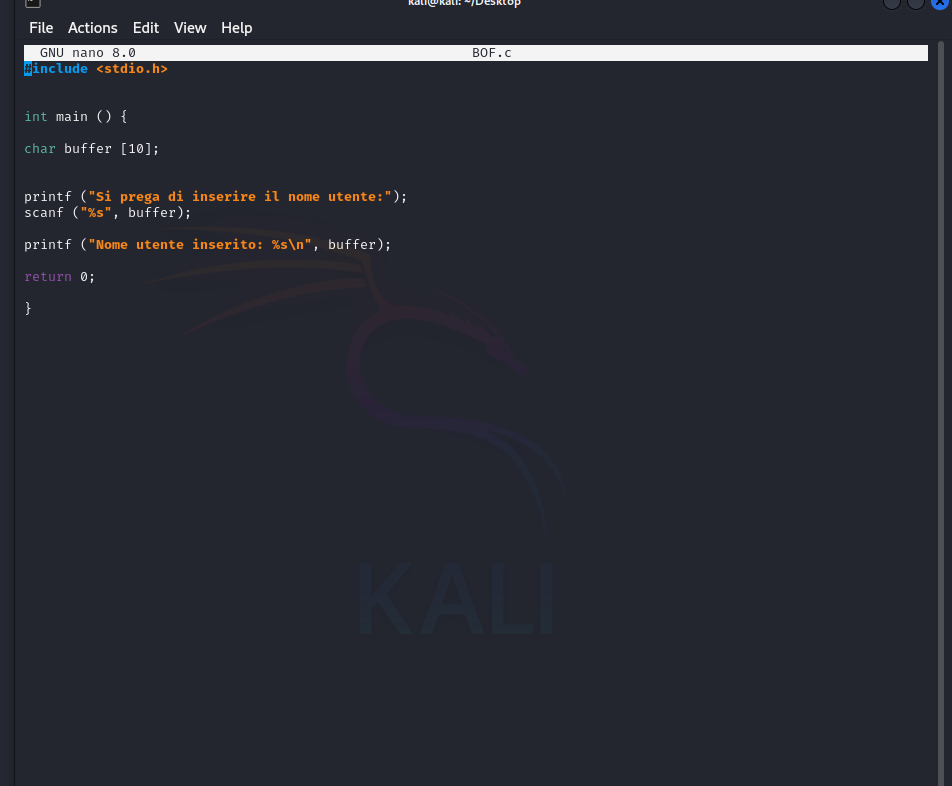 kali@kali: ~/Desktop
File Actions Edit View Help
GNU nano 8.0 BOF.c
#include <stdio.h>
int main () {
char buffer [10];
printf ("Si prega di inserire il nome utente:");
scanf ("%s", buffer);
printf ("Nome utente inserito: %s\n", buffer);
return 0;
}
KALI